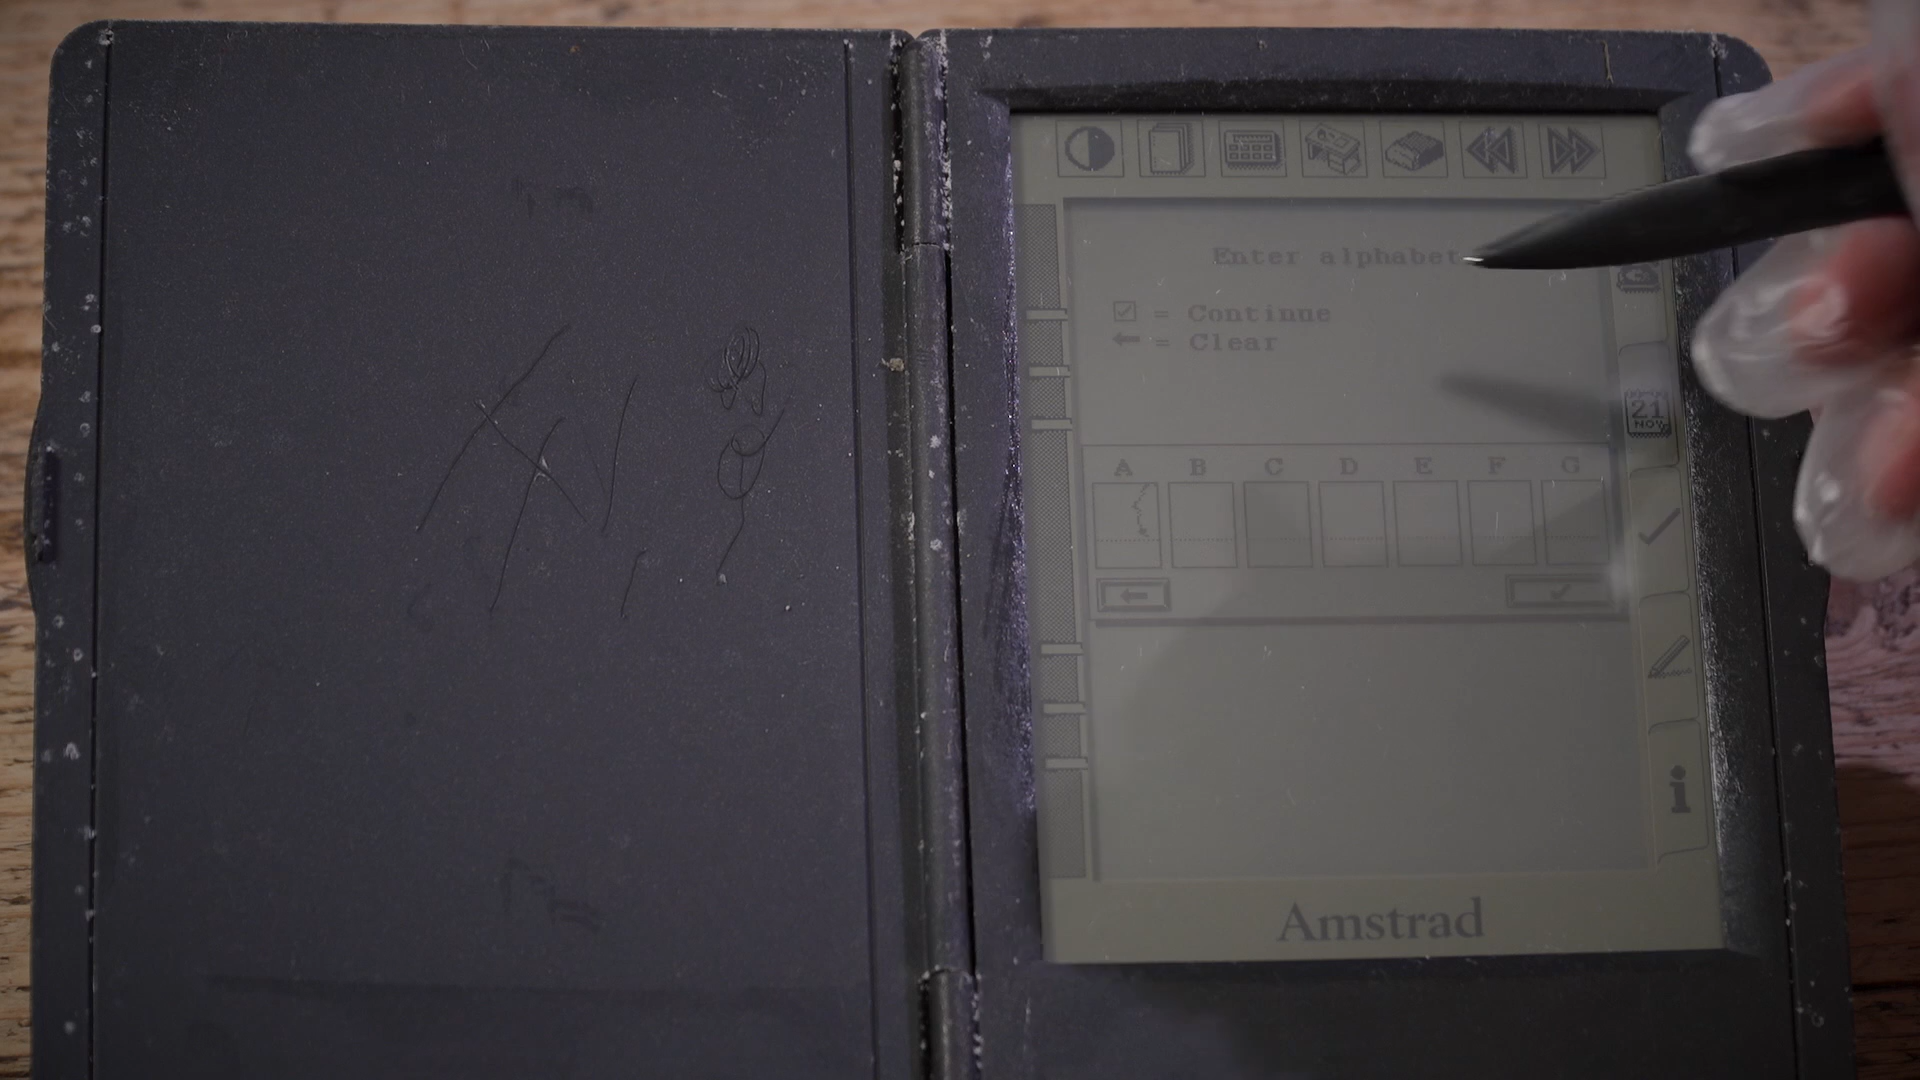 Enter alphabet
= Continue
= Clear
21
NOV
A B C D E F G
i
Amstrad